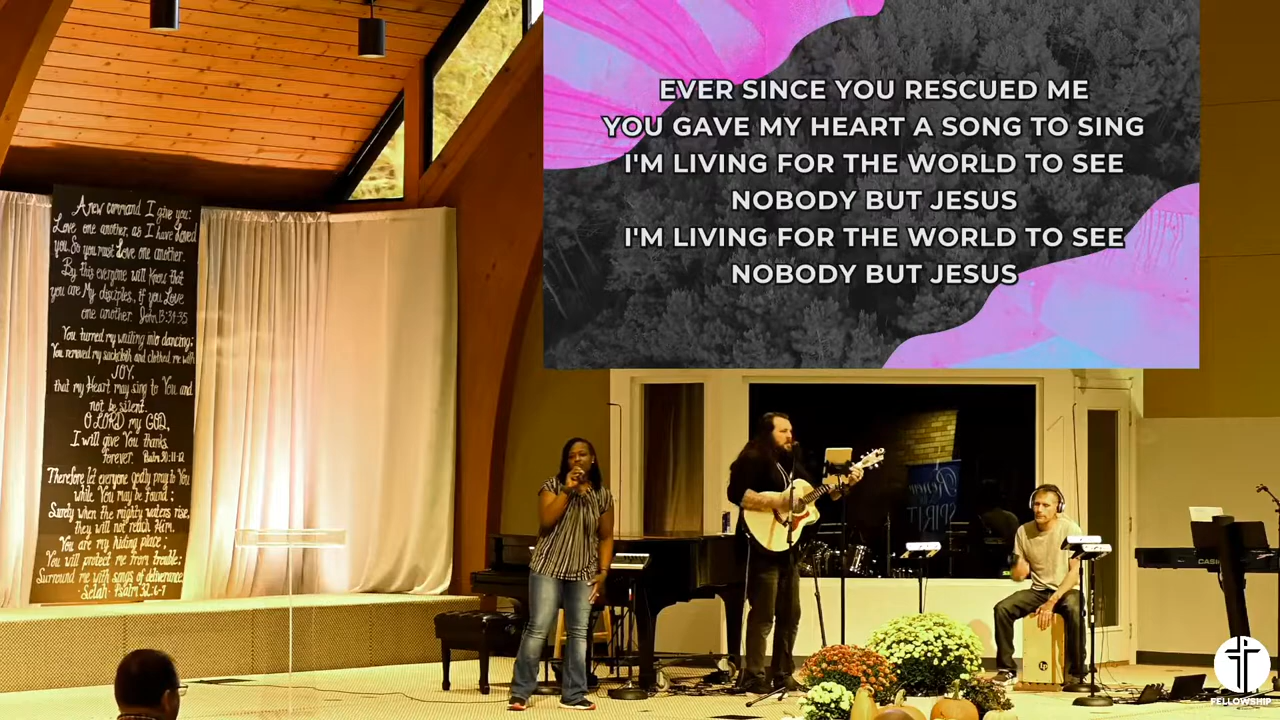 EVER SINCE YOU RESCUED ME
YOU GAVE MY HEART A SONG TO SING
I'M LIVING FOR THE WORLD TO SEE
NOBODY BUT JESUS
I'M LIVING FOR THE WORLD TO SEE
NOBODY BUT JESUS
A new command I give you:
Love one another, as I have Loved
you. So you must Love one another.
By this everyone will know that
you are My disciples, if you Love
one another. John 13:34-35
You turned my wailing into dancing;
You removed my sackcloth and clothed me with
JOY,
that my Heart may sing to You and
not be silent.
O LORD my GOD,
I will give You thanks
forever. Psalm 30:11-12
Therefore let everyone Godly pray to You
while You may be Found;
Surely when the mighty waters rise,
they will not reach Him.
You are my hiding place;
You will protect me from trouble;
Surround me with songs of deliverance
-Selah- Psalm 32:6-7
Renew
SPIRIT
CASIO
LP
FELLOWSHIP